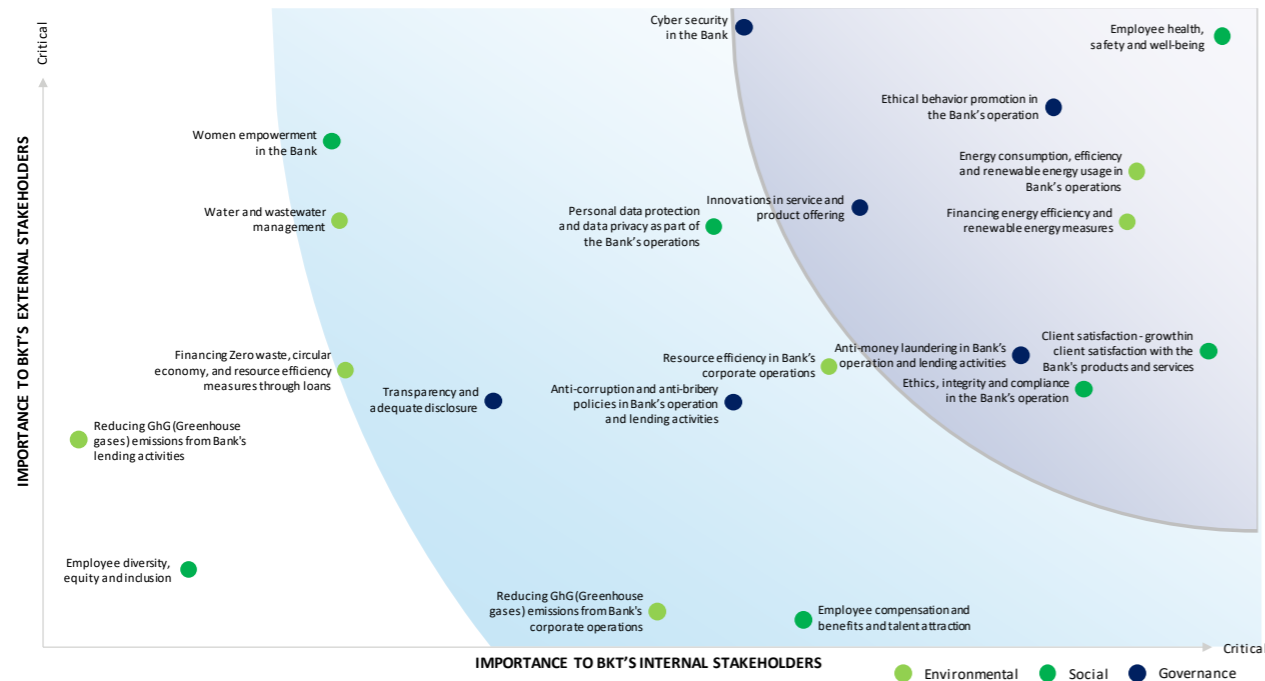 Critical
IMPORTANCE TO BKT'S EXTERNAL STAKEHOLDERS
Cyber security
in the Bank
Employee health,
safety and well-being
Ethical behavior promotion in
the Bank's operation
Women empowerment
in the Bank
Energy consumption, efficiency
and renewable energy usage in
Bank's operations
Water and wastewater
management
Personal data protection
and data privacy as part of
the Bank's operations
Innovations in service and
product offering
Financing energy efficiency and
renewable energy measures
Financing Zero waste, circular
economy, and resource efficiency
measures through loans
Resource efficiency in Bank's
corporate operations
Anti-money laundering in Bank's
operation and lending activities
Client satisfaction - growth in
client satisfaction with the
Bank's products and services
Transparency and
adequate disclosure
Anti-corruption and anti-bribery
policies in Bank's operation
and lending activities
Ethics, integrity and compliance
in the Bank's operation
Reducing GhG (Greenhouse
gases) emissions from Bank's
lending activities
Employee diversity,
equity and inclusion
Reducing GhG (Greenhouse
gases) emissions from Bank's
corporate operations
Employee compensation and
benefits and talent attraction
Critical
IMPORTANCE TO BKT'S INTERNAL STAKEHOLDERS
Environmental
Social
Governance